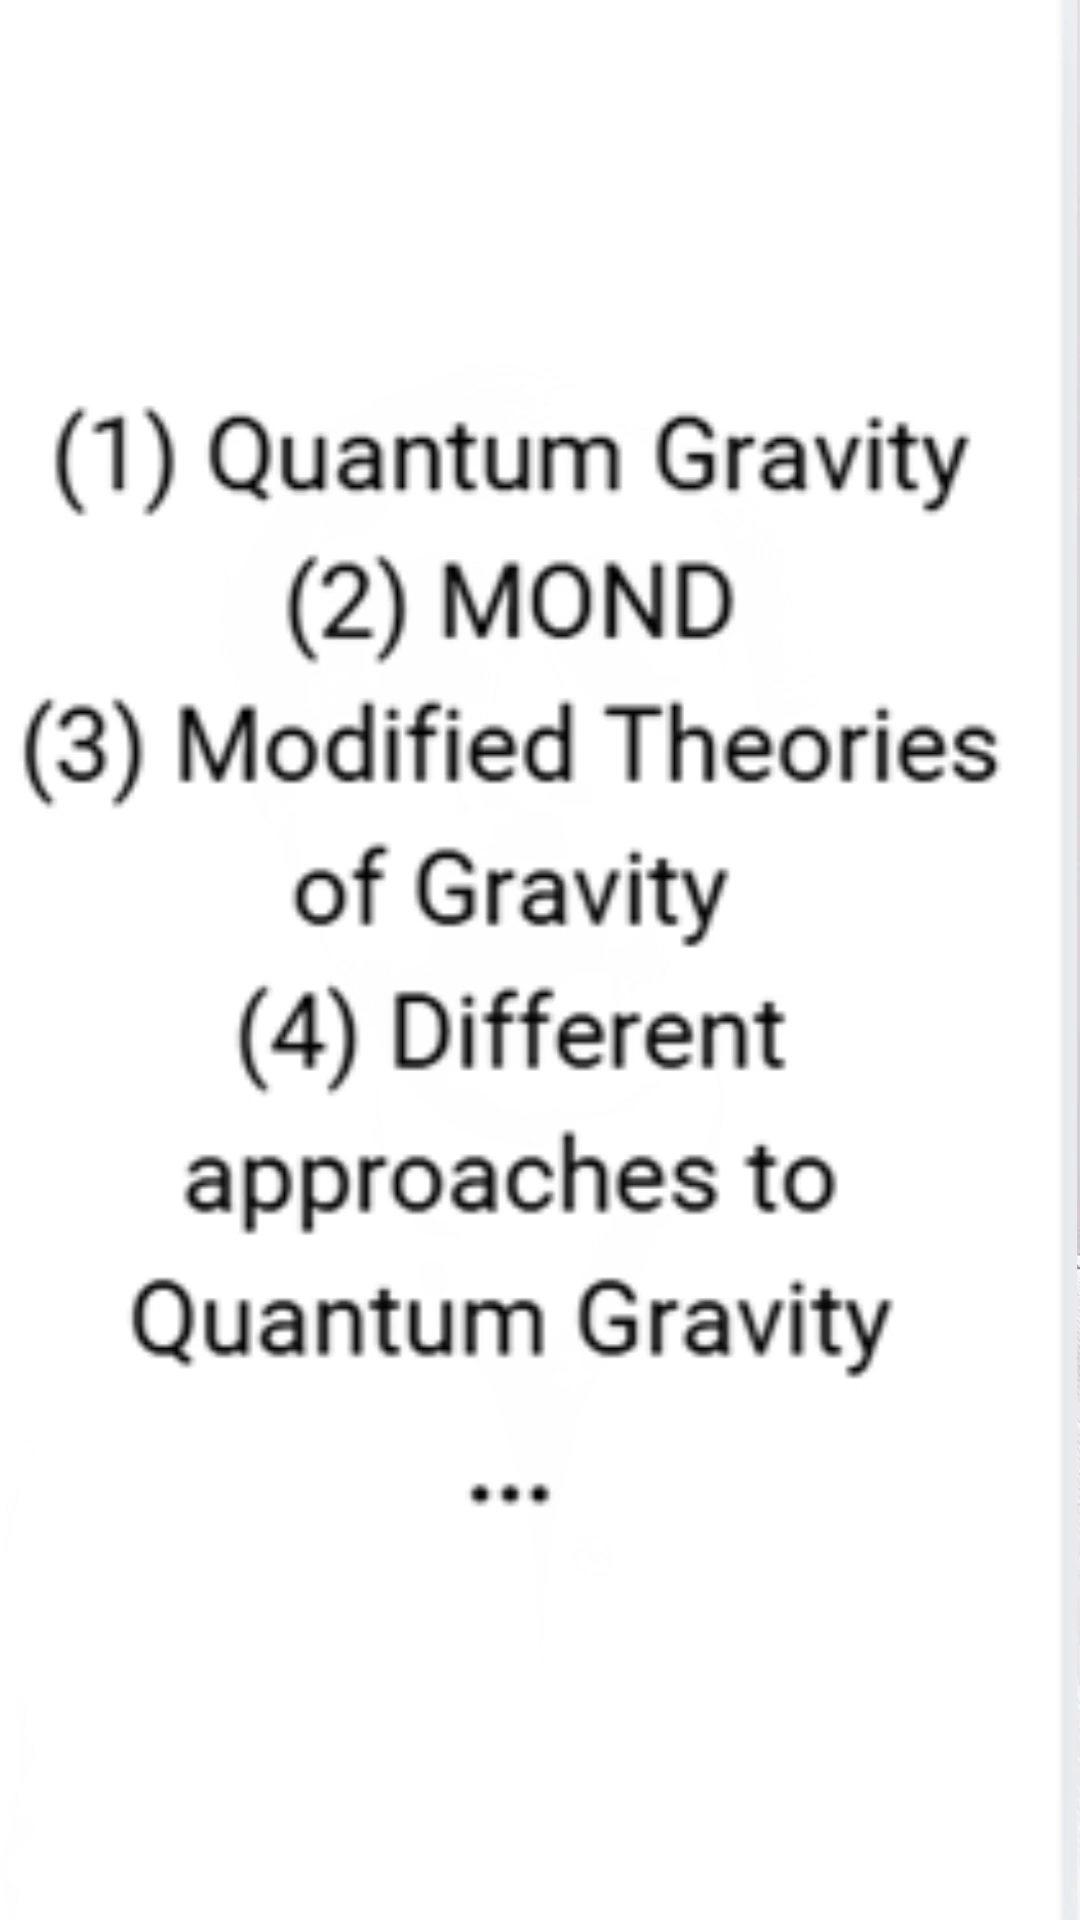 (1) Quantum Gravity
(2) MOND
(3) Modified Theories
of Gravity
(4) Different
approaches to
Quantum Gravity
...